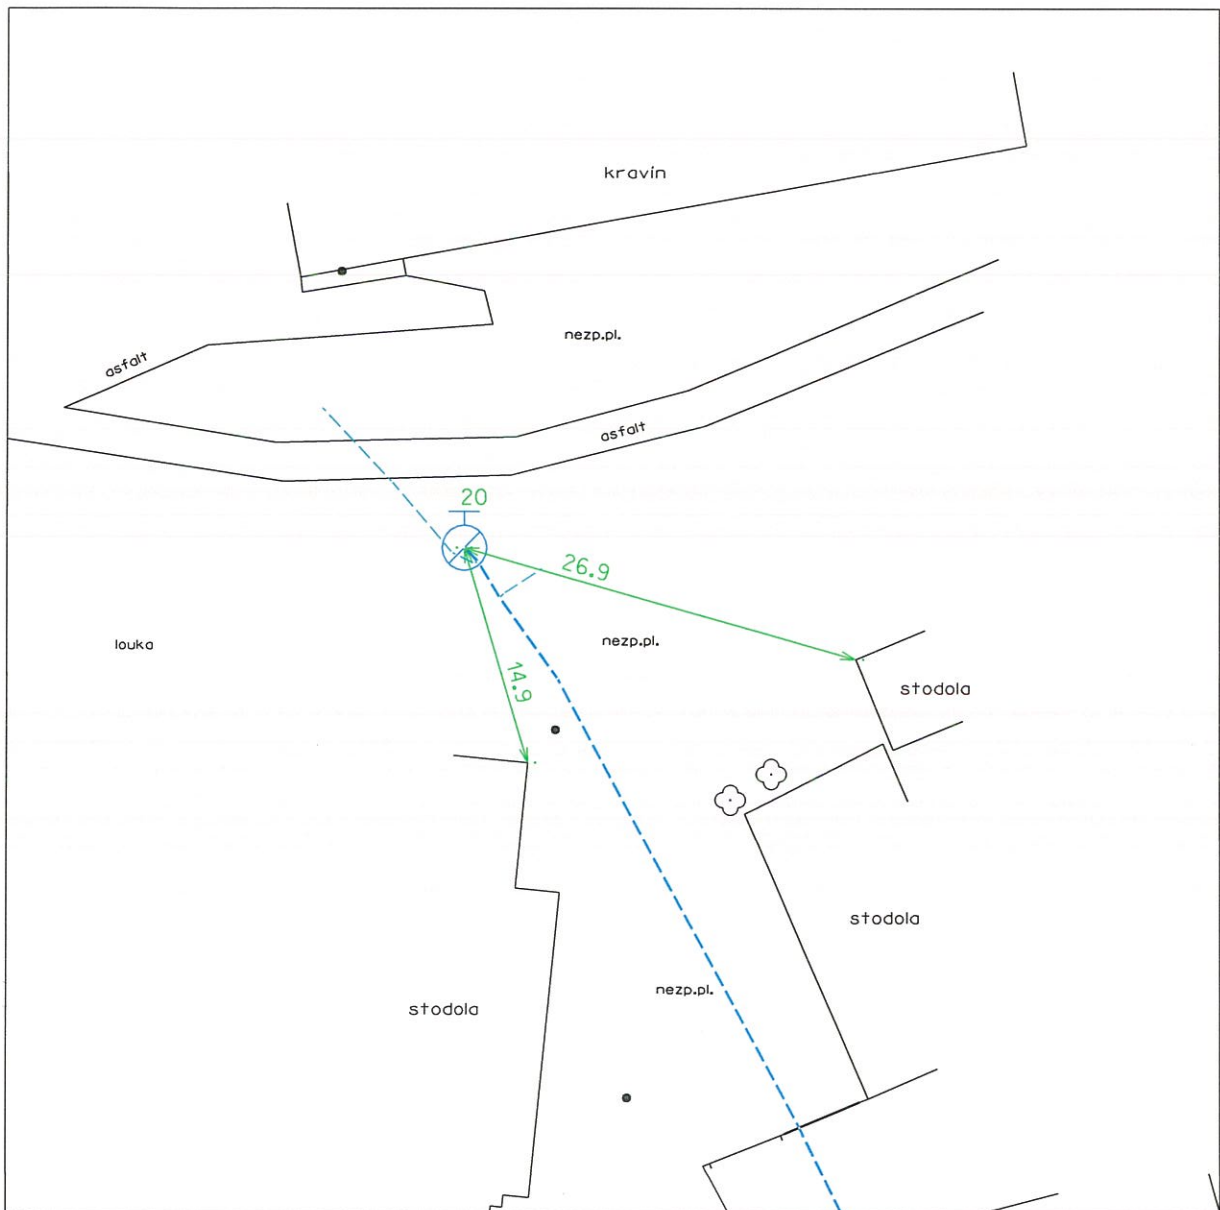 kravín
nezp.pl.
asfalt
asfalt
20
26.9
louka
nezp.pl.
14.9
stodola
stodola
nezp.pl.
stodola